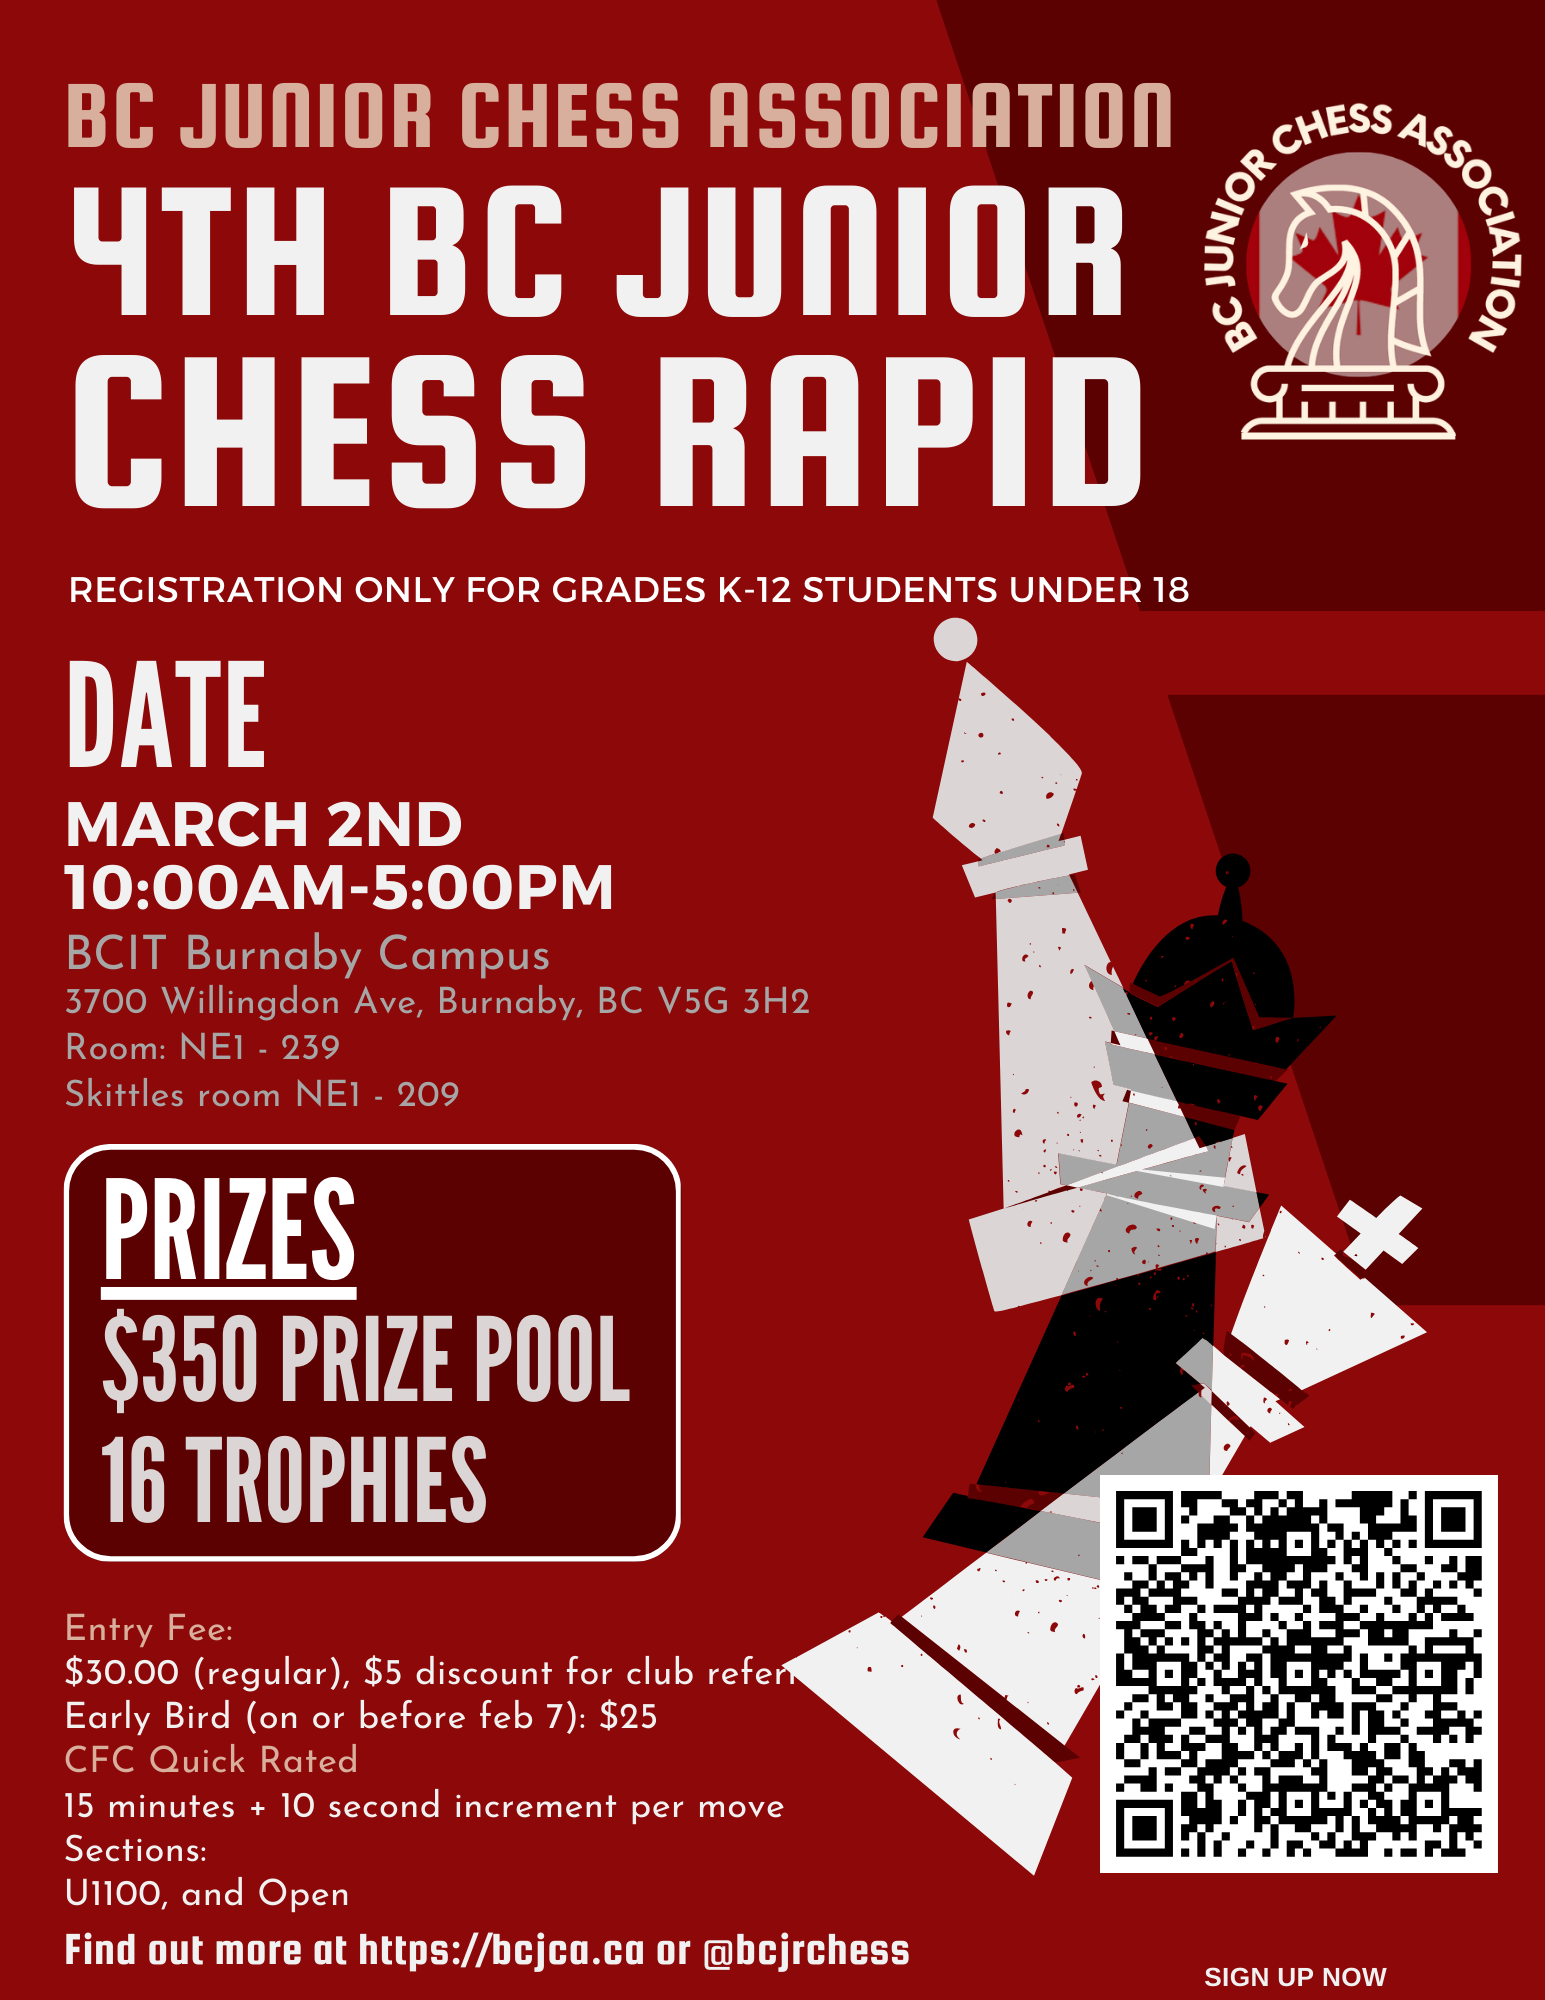 BC JUNIOR CHESS ASSOCIATION
4TH BC JUNIOR
CHESS RAPID
BC JUNIOR CHESS ASSOCIATION
REGISTRATION ONLY FOR GRADES K-12 STUDENTS UNDER 18
DATE
MARCH 2ND
10:00AM-5:00PM
BCIT Burnaby Campus
3700 Willingdon Ave, Burnaby, BC V5G 3H2
Room: NE1 - 239
Skittles room NE1 - 209
PRIZES
$350 PRIZE POOL
16 TROPHIES
Entry Fee:
$30.00 (regular), $5 discount for club
Early Bird (on or before feb 7): $25
CFC Quick Rated
15 minutes + 10 second increment per move
Sections:
U1100, and Open
Find out more at https://bcjca.ca or @bcjrchess
SIGN UP NOW